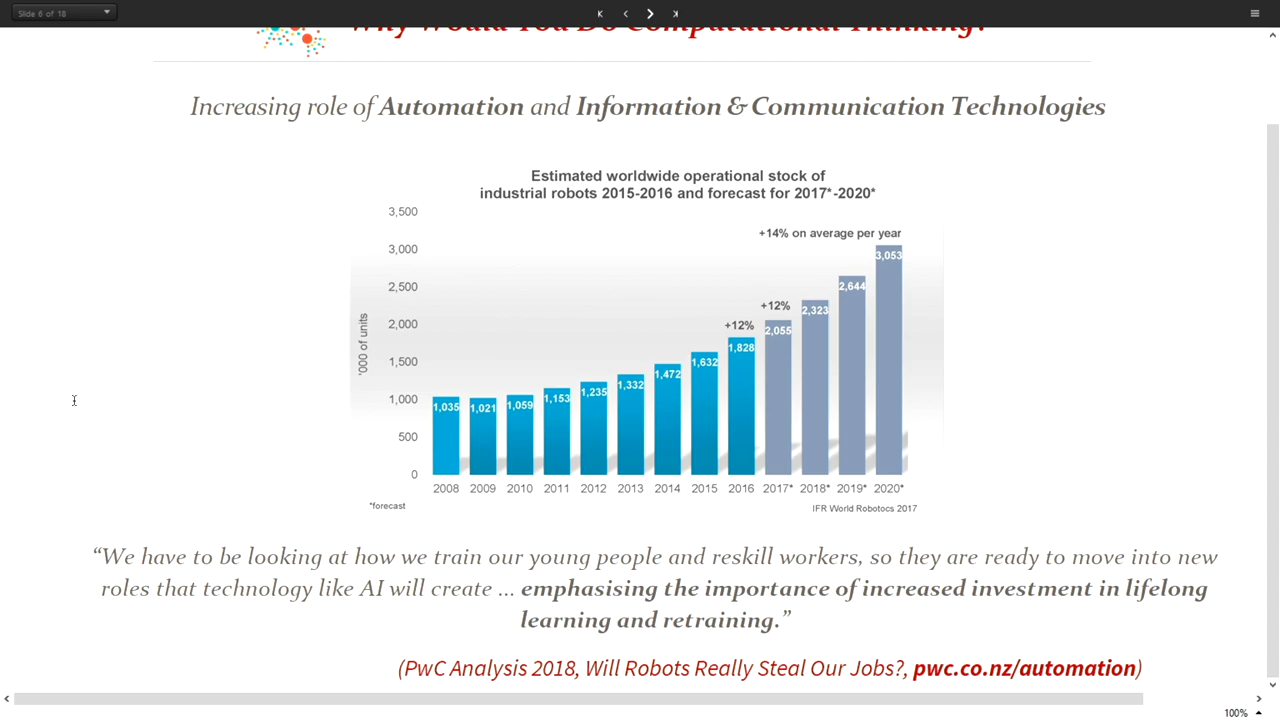 Slide 6 of 18
Why Would You Do Computational Thinking?
Increasing role of Automation and Information & Communication Technologies
Estimated worldwide operational stock of
industrial robots 2015-2016 and forecast for 2017*-2020*
3,500
+14% on average per year
3,000
3,053
2,500
2,644
+12%
2,323
2,000
+12%
2,055
'000 of units
1,828
1,500
1,632
1,472
1,332
1,235
1,153
1,000
1,035
1,021
1,059
500
0
2008 2009 2010 2011 2012 2013 2014 2015 2016 2017* 2018* 2019* 2020*
*forecast
IFR World Robotocs 2017
“We have to be looking at how we train our young people and reskill workers, so they are ready to move into new
roles that technology like AI will create ... emphasising the importance of increased investment in lifelong
learning and retraining.”
(PwC Analysis 2018, Will Robots Really Steal Our Jobs?, pwc.co.nz/automation)
100%